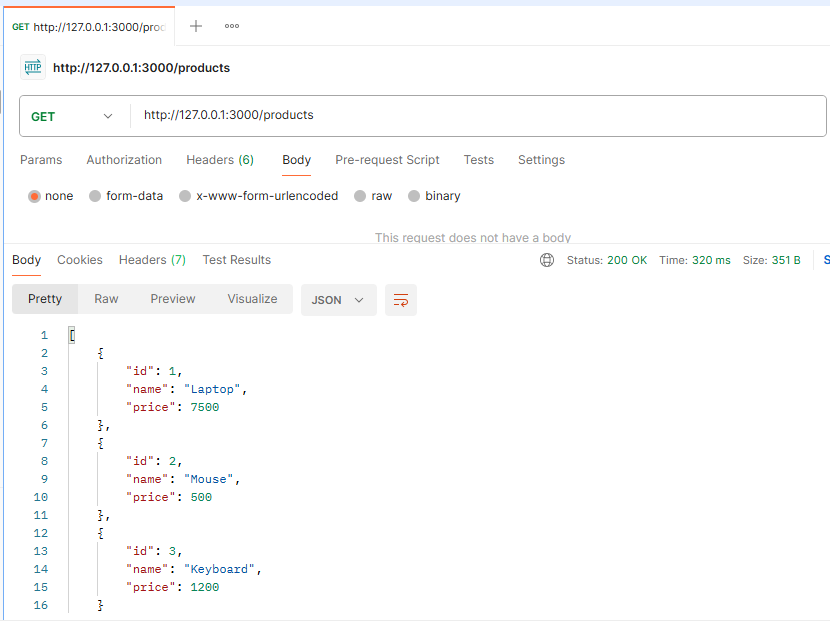 GET http://127.0.0.1:3000/proc
HTTP http://127.0.0.1:3000/products
GET http://127.0.0.1:3000/products
Params Authorization Headers (6) Body Pre-request Script Tests Settings
none form-data x-www-form-urlencoded raw binary
This request does not have a body
Body Cookies Headers (7) Test Results Status: 200 OK Time: 320 ms Size: 351 B S
Pretty Raw Preview Visualize JSON
1 [
2 {
3 "id": 1,
4 "name": "Laptop",
5 "price": 7500
6 },
7 {
8 "id": 2,
9 "name": "Mouse",
10 "price": 500
11 },
12 {
13 "id": 3,
14 "name": "Keyboard",
15 "price": 1200
16 }